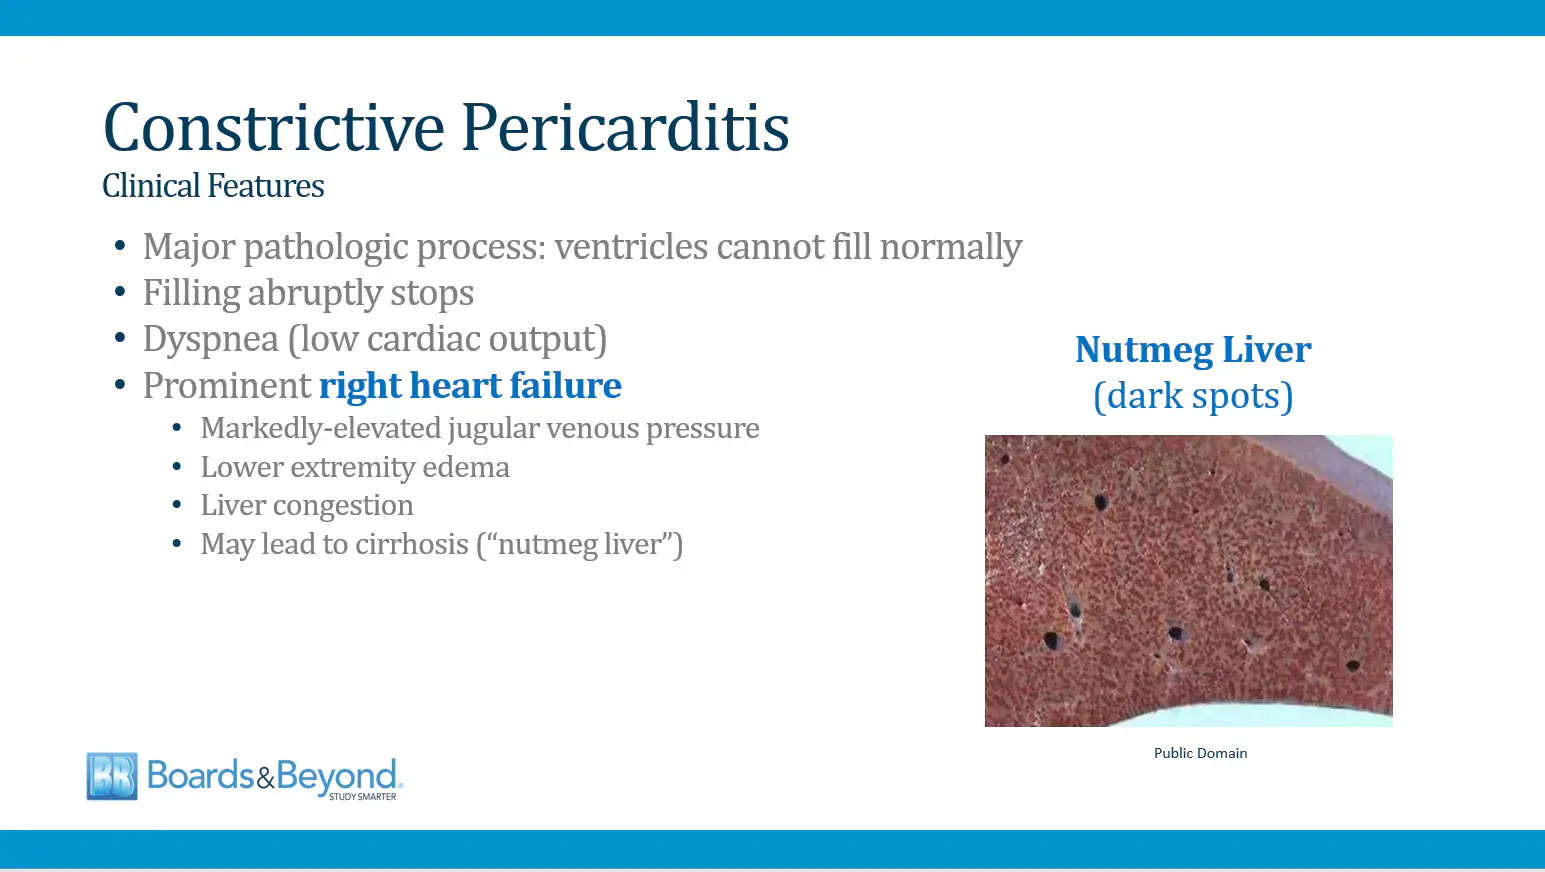 Constrictive Pericarditis
Clinical Features
• Major pathologic process: ventricles cannot fill normally
• Filling abruptly stops
• Dyspnea (low cardiac output)
• Prominent right heart failure
• Markedly-elevated jugular venous pressure
• Lower extremity edema
• Liver congestion
• May lead to cirrhosis (“nutmeg liver”)
Nutmeg Liver
(dark spots)
Public Domain
BB Boards&Beyond®
STUDY SMARTER